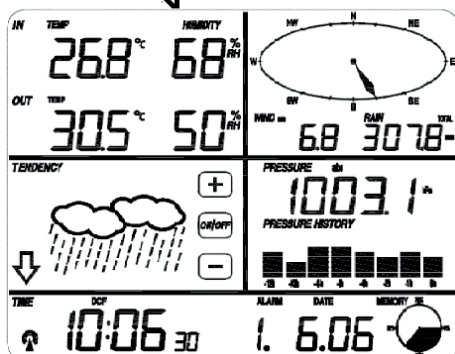 IN TEMP HUMIDITY
26.8 °C 68 % RH
OUT TEMP
30.5 °C 50 % RH
N
NW NE
W E
SW SE
S
WIND RAIN TOTAL
6.8 307.8
TENDENCY
+
ON/OFF
−
PRESSURE abs
1003.1
PRESSURE HISTORY
TIME DCF ALARM DATE MEMORY
10:06 30 1. 6.06